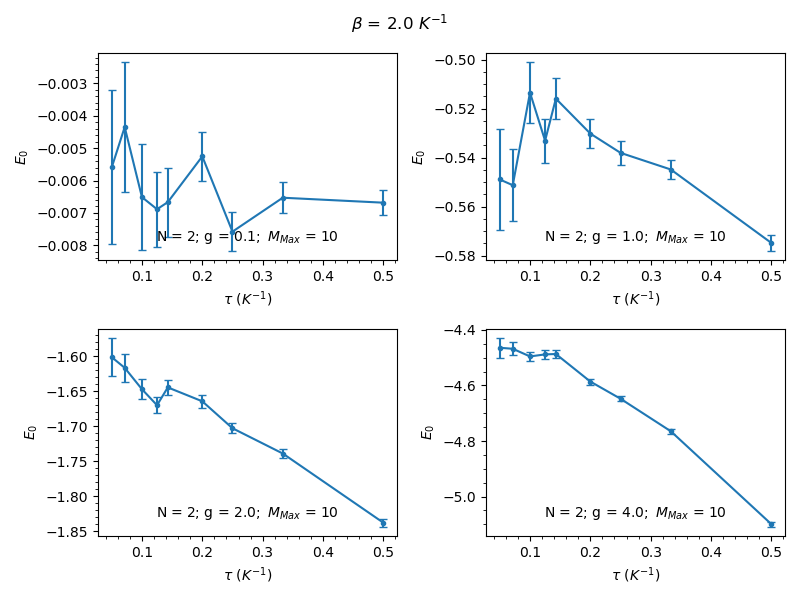 β = 2.0 K⁻¹
−0.003
−0.004
−0.005
−0.006
−0.007
−0.008
E₀
N = 2; g = 0.1; M_Max = 10
0.1 0.2 0.3 0.4 0.5
τ (K⁻¹)
−0.50
−0.52
−0.54
−0.56
−0.58
E₀
N = 2; g = 1.0; M_Max = 10
0.1 0.2 0.3 0.4 0.5
τ (K⁻¹)
−1.60
−1.65
−1.70
−1.75
−1.80
−1.85
E₀
N = 2; g = 2.0; M_Max = 10
0.1 0.2 0.3 0.4 0.5
τ (K⁻¹)
−4.4
−4.6
−4.8
−5.0
E₀
N = 2; g = 4.0; M_Max = 10
0.1 0.2 0.3 0.4 0.5
τ (K⁻¹)